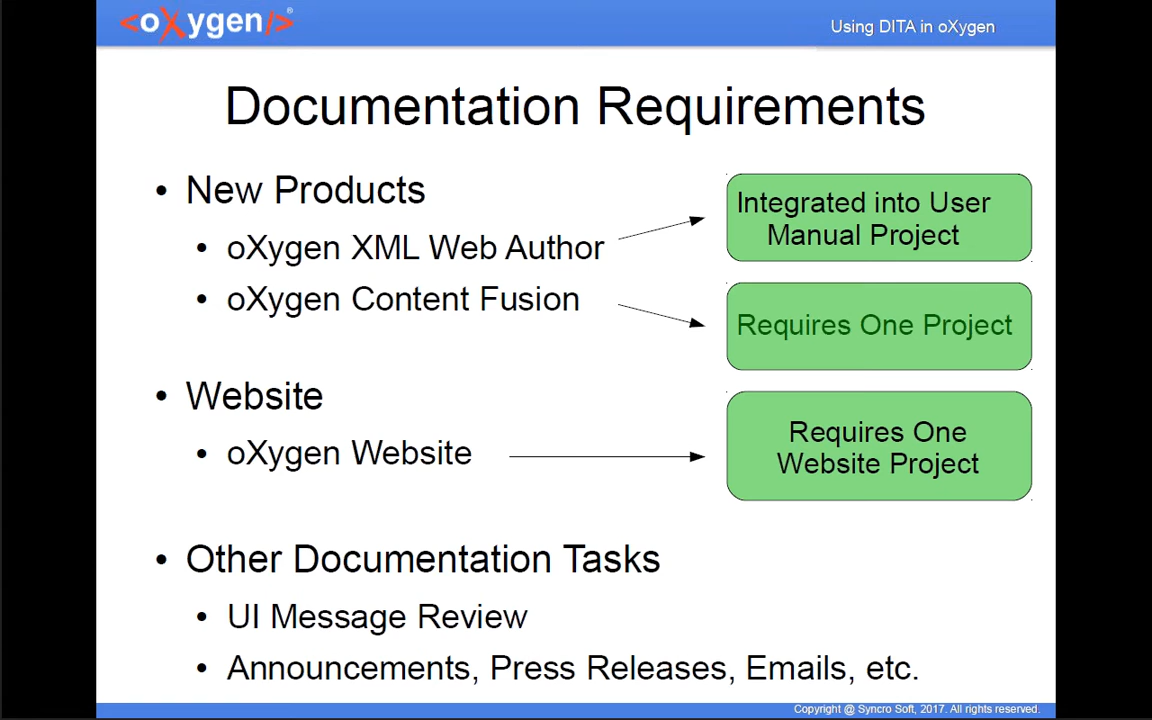 <oXygen/>®
Using DITA in oXygen
Documentation Requirements
• New Products
• oXygen XML Web Author
Integrated into User
Manual Project
• oXygen Content Fusion
Requires One Project
• Website
• oXygen Website
Requires One
Website Project
• Other Documentation Tasks
• UI Message Review
• Announcements, Press Releases, Emails, etc.
Copyright @ Syncro Soft, 2017. All rights reserved.